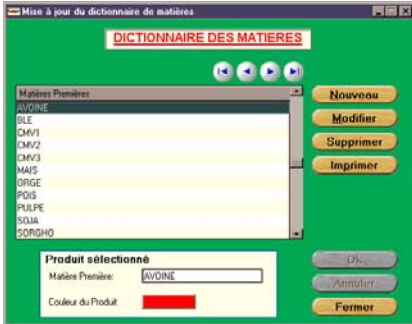 Mise à jour du dictionnaire de matières
DICTIONNAIRE DES MATIERES
Matières Premières
AVOINE
BLE
CMV1
CMV2
CMV3
MAIS
ORGE
POIS
PULPE
SOJA
SORGHO
Nouveau
Modifier
Supprimer
Imprimer
Produit sélectionné
Matière Première: AVOINE
Couleur du Produit
Ok
Annuler
Fermer